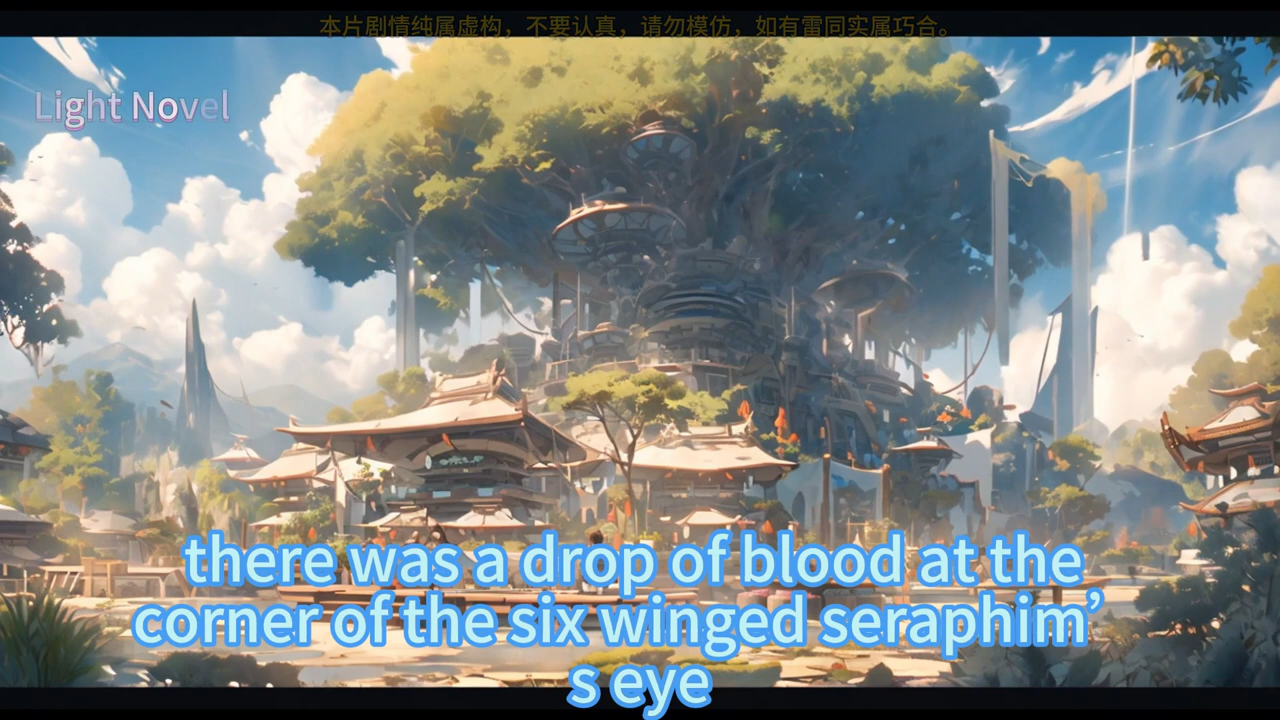 本片剧情纯属虚构，不要认真，请勿模仿，如有雷同实属巧合。
Light Novel
there was a drop of blood at the
corner of the six winged seraphim’
s eye